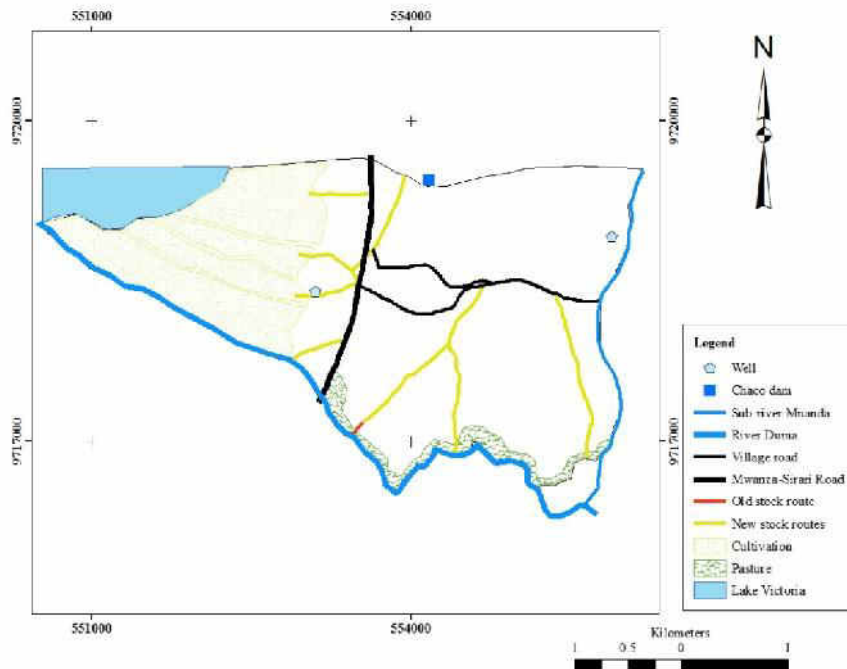 551000 554000
N
9720000 9720000
9717000 9717000
Legend
Well
Chaco dam
Sub river Mnanda
River Duma
Village road
Mwanza-Sirari Road
Old stock route
New stock routes
Cultivation
Pasture
Lake Victoria
551000 554000
Kilometers
1 0.5 0 1